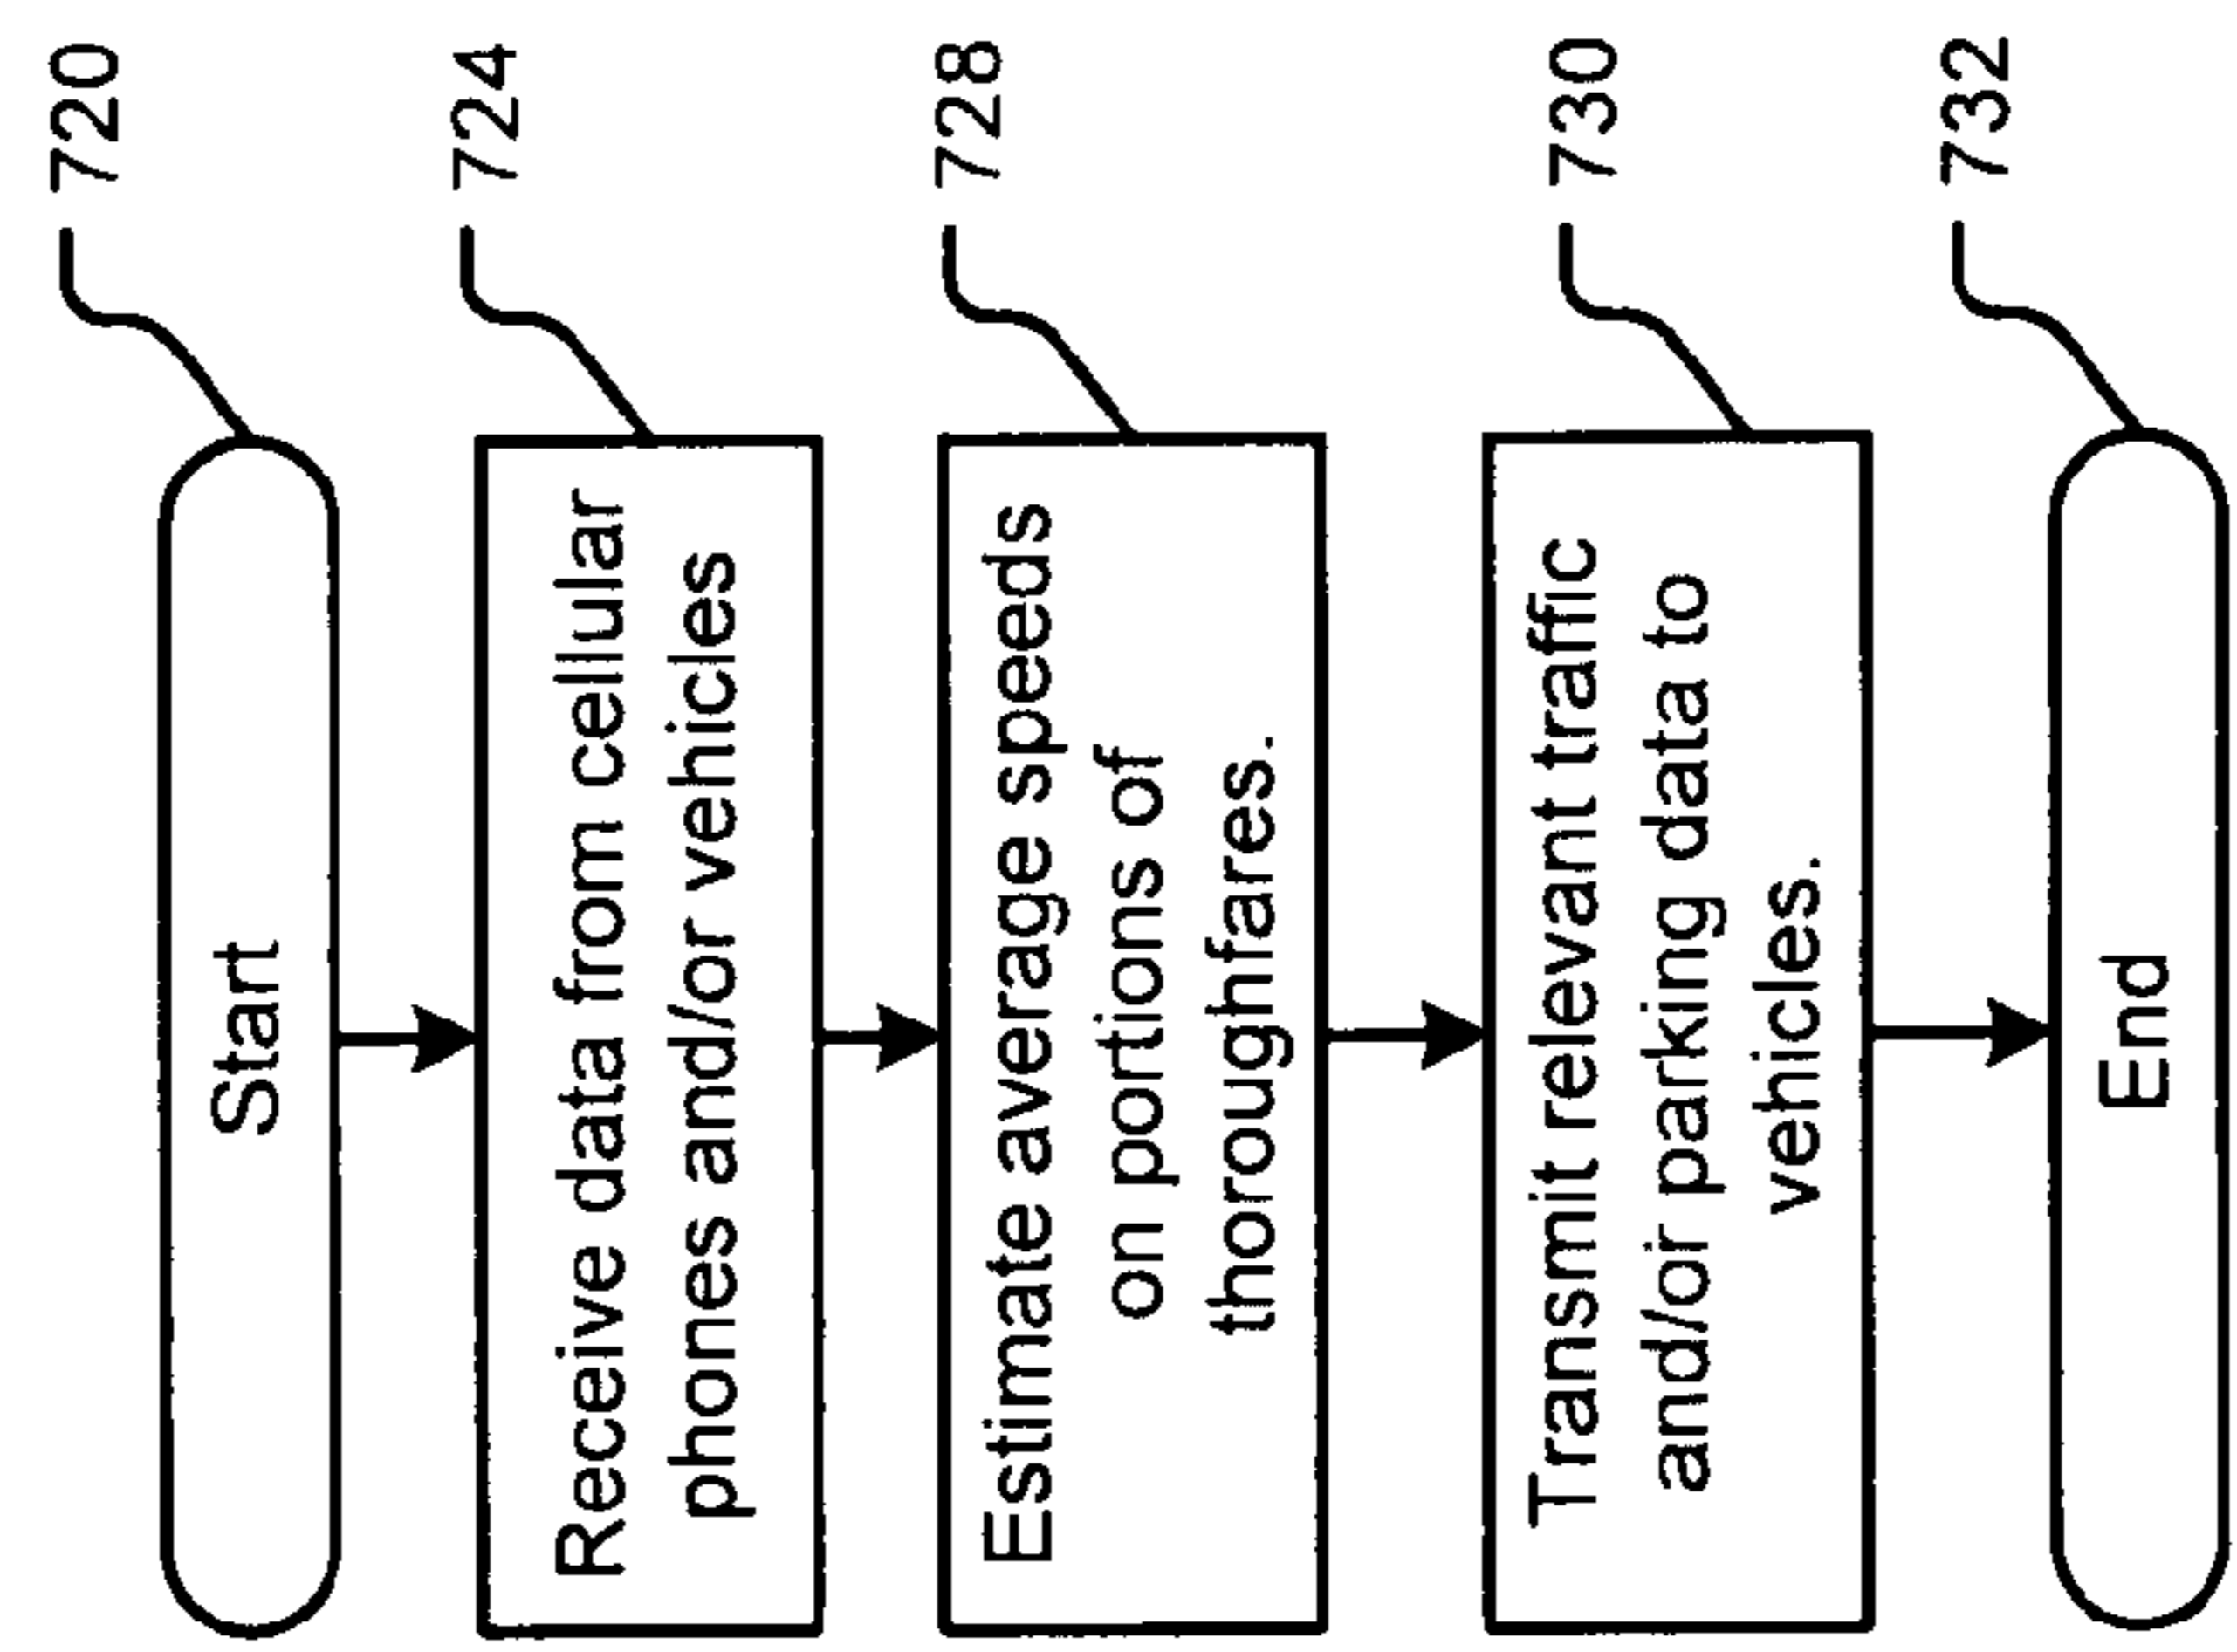 Start
720
Receive data from cellular
phones and/or vehicles
724
Estimate average speeds
on portions of
thoroughfares.
728
Transmit relevant traffic
and/or parking data to
vehicles.
730
End
732